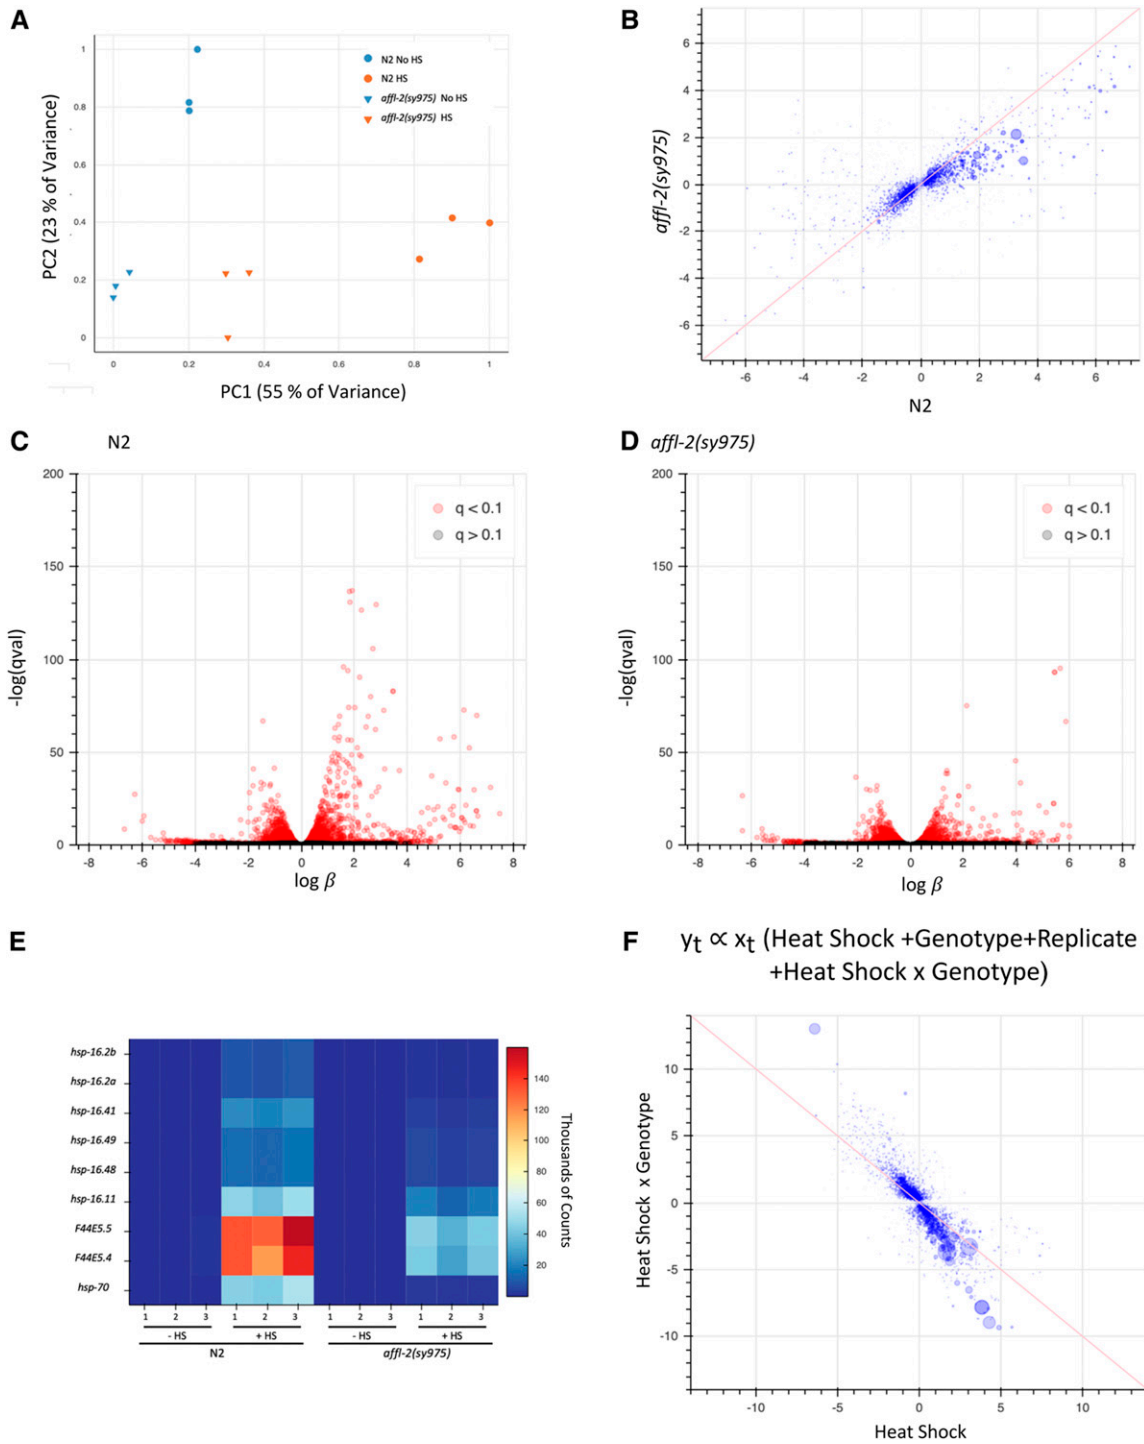 A
PC2 (23 % of Variance)
1
0.8
0.6
0.4
0.2
0
N2 No HS
N2 HS
affl-2(sy975) No HS
affl-2(sy975) HS
0 0.2 0.4 0.6 0.8 1
PC1 (55 % of Variance)
B
affl-2(sy975)
6
4
2
0
-2
-4
-6
-6 -4 -2 0 2 4 6
N2
C N2
-log(qval)
200
150
100
50
0
q < 0.1
q > 0.1
-8 -6 -4 -2 0 2 4 6 8
log β
D affl-2(sy975)
-log(qval)
200
150
100
50
0
q < 0.1
q > 0.1
-8 -6 -4 -2 0 2 4 6 8
log β
E
hsp-16.2b
hsp-16.2a
hsp-16.41
hsp-16.49
hsp-16.48
hsp-16.11
F44E5.5
F44E5.4
hsp-70
1 2 3 1 2 3 1 2 3 1 2 3
- HS + HS - HS + HS
N2 affl-2(sy975)
140
120
100
80
60
40
20
Thousands of Counts
F yt ∝ xt (Heat Shock +Genotype+Replicate
+Heat Shock x Genotype)
Heat Shock x Genotype
10
5
0
-5
-10
-10 -5 0 5 10
Heat Shock